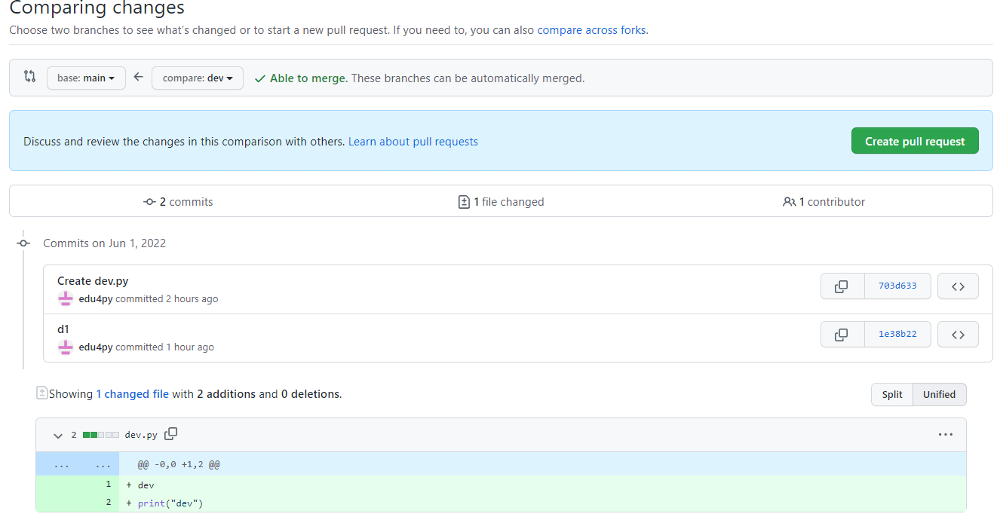 Comparing changes
Choose two branches to see what's changed or to start a new pull request. If you need to, you can also compare across forks.
base: main compare: dev Able to merge. These branches can be automatically merged.
Discuss and review the changes in this comparison with others. Learn about pull requests Create pull request
2 commits 1 file changed 1 contributor
Commits on Jun 1, 2022
Create dev.py
edu4py committed 2 hours ago 703d633
d1
edu4py committed 1 hour ago 1e38b22
Showing 1 changed file with 2 additions and 0 deletions. Split Unified
2 dev.py ...
... ... @@ -0,0 +1,2 @@
1 + dev
2 + print("dev")